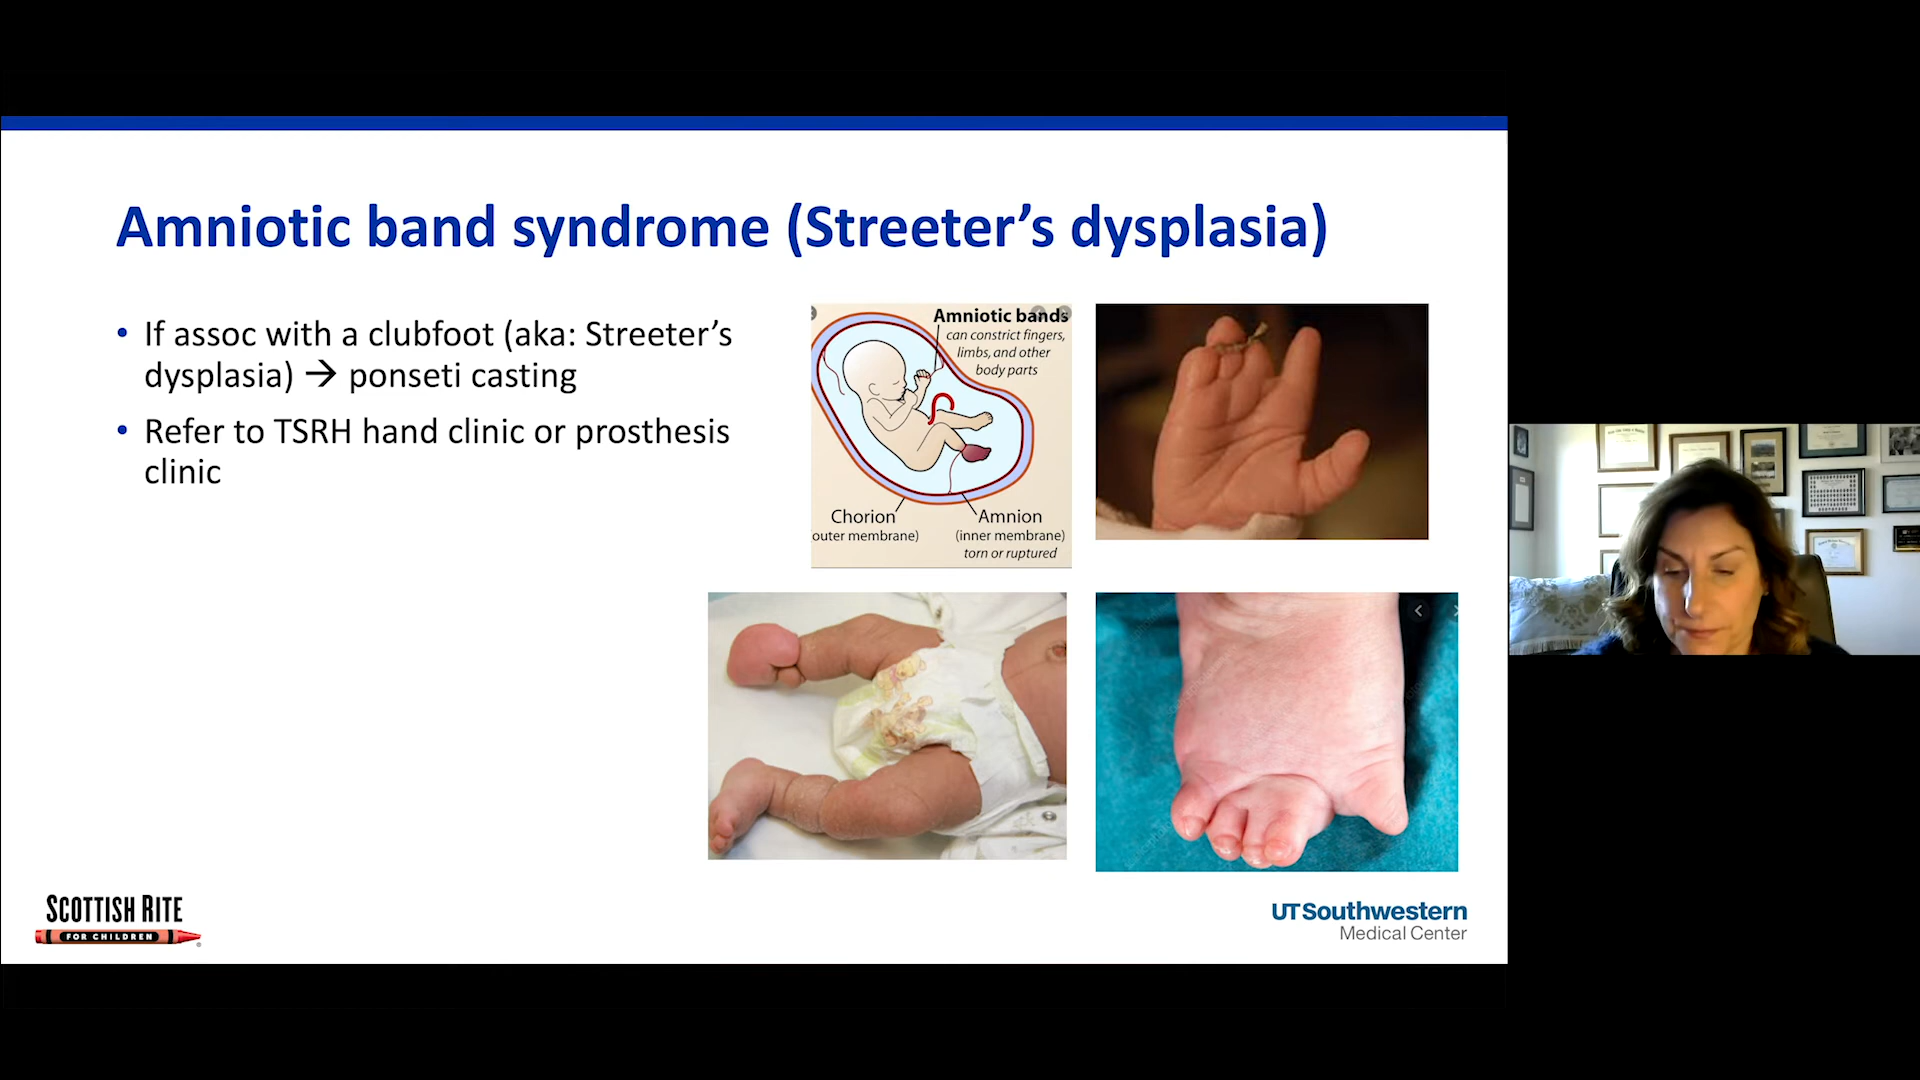 Amniotic band syndrome (Streeter’s dysplasia)
• If assoc with a clubfoot (aka: Streeter’s
dysplasia) → ponseti casting
• Refer to TSRH hand clinic or prosthesis
clinic
Amniotic bands
can constrict fingers,
limbs, and other
body parts
Chorion
outer membrane)
Amnion
(inner membrane)
torn or ruptured
SCOTTISH RITE
FOR CHILDREN
UT Southwestern
Medical Center